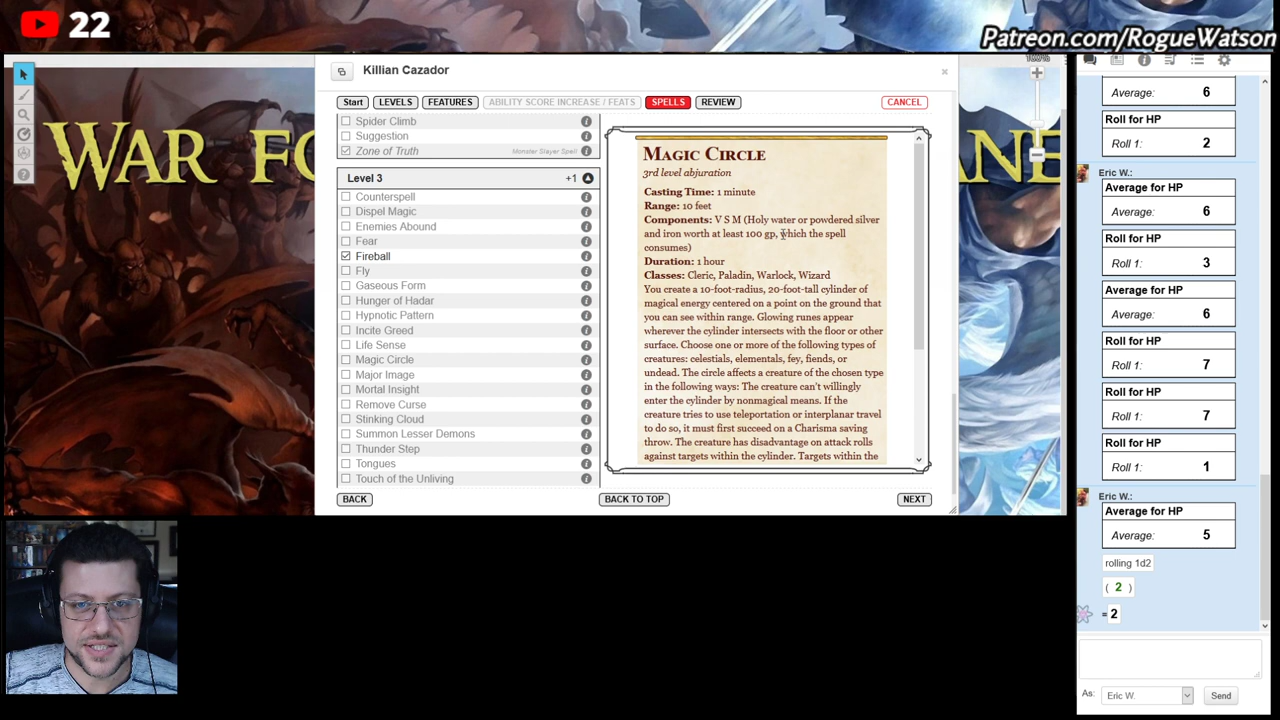 22
Patreon.com/RogueWatson
WAR FO
ANE
Killian Cazador
Start
LEVELS
FEATURES
ABILITY SCORE INCREASE / FEATS
SPELLS
REVIEW
CANCEL
Spider Climb
Suggestion
Zone of Truth
Monster Slayer Spell
Level 3
+1
Counterspell
Dispel Magic
Enemies Abound
Fear
Fireball
Fly
Gaseous Form
Hunger of Hadar
Hypnotic Pattern
Incite Greed
Life Sense
Magic Circle
Major Image
Mortal Insight
Remove Curse
Stinking Cloud
Summon Lesser Demons
Thunder Step
Tongues
Touch of the Unliving
BACK
BACK TO TOP
NEXT
MAGIC CIRCLE
3rd level abjuration
Casting Time: 1 minute
Range: 10 feet
Components: V S M (Holy water or powdered silver
and iron worth at least 100 gp, which the spell
consumes)
Duration: 1 hour
Classes: Cleric, Paladin, Warlock, Wizard
You create a 10-foot-radius, 20-foot-tall cylinder of
magical energy centered on a point on the ground that
you can see within range. Glowing runes appear
wherever the cylinder intersects with the floor or other
surface. Choose one or more of the following types of
creatures: celestials, elementals, fey, fiends, or
undead. The circle affects a creature of the chosen type
in the following ways: The creature can't willingly
enter the cylinder by nonmagical means. If the
creature tries to use teleportation or interplanar travel
to do so, it must first succeed on a Charisma saving
throw. The creature has disadvantage on attack rolls
against targets within the cylinder. Targets within the
100%
Average: 6
Roll for HP
Roll 1: 2
Eric W.:
Average for HP
Average: 6
Roll for HP
Roll 1: 3
Average for HP
Average: 6
Roll for HP
Roll 1: 7
Roll for HP
Roll 1: 7
Roll for HP
Roll 1: 1
Eric W.:
Average for HP
Average: 5
rolling 1d2
( 2 )
=2
As: Eric W.
Send